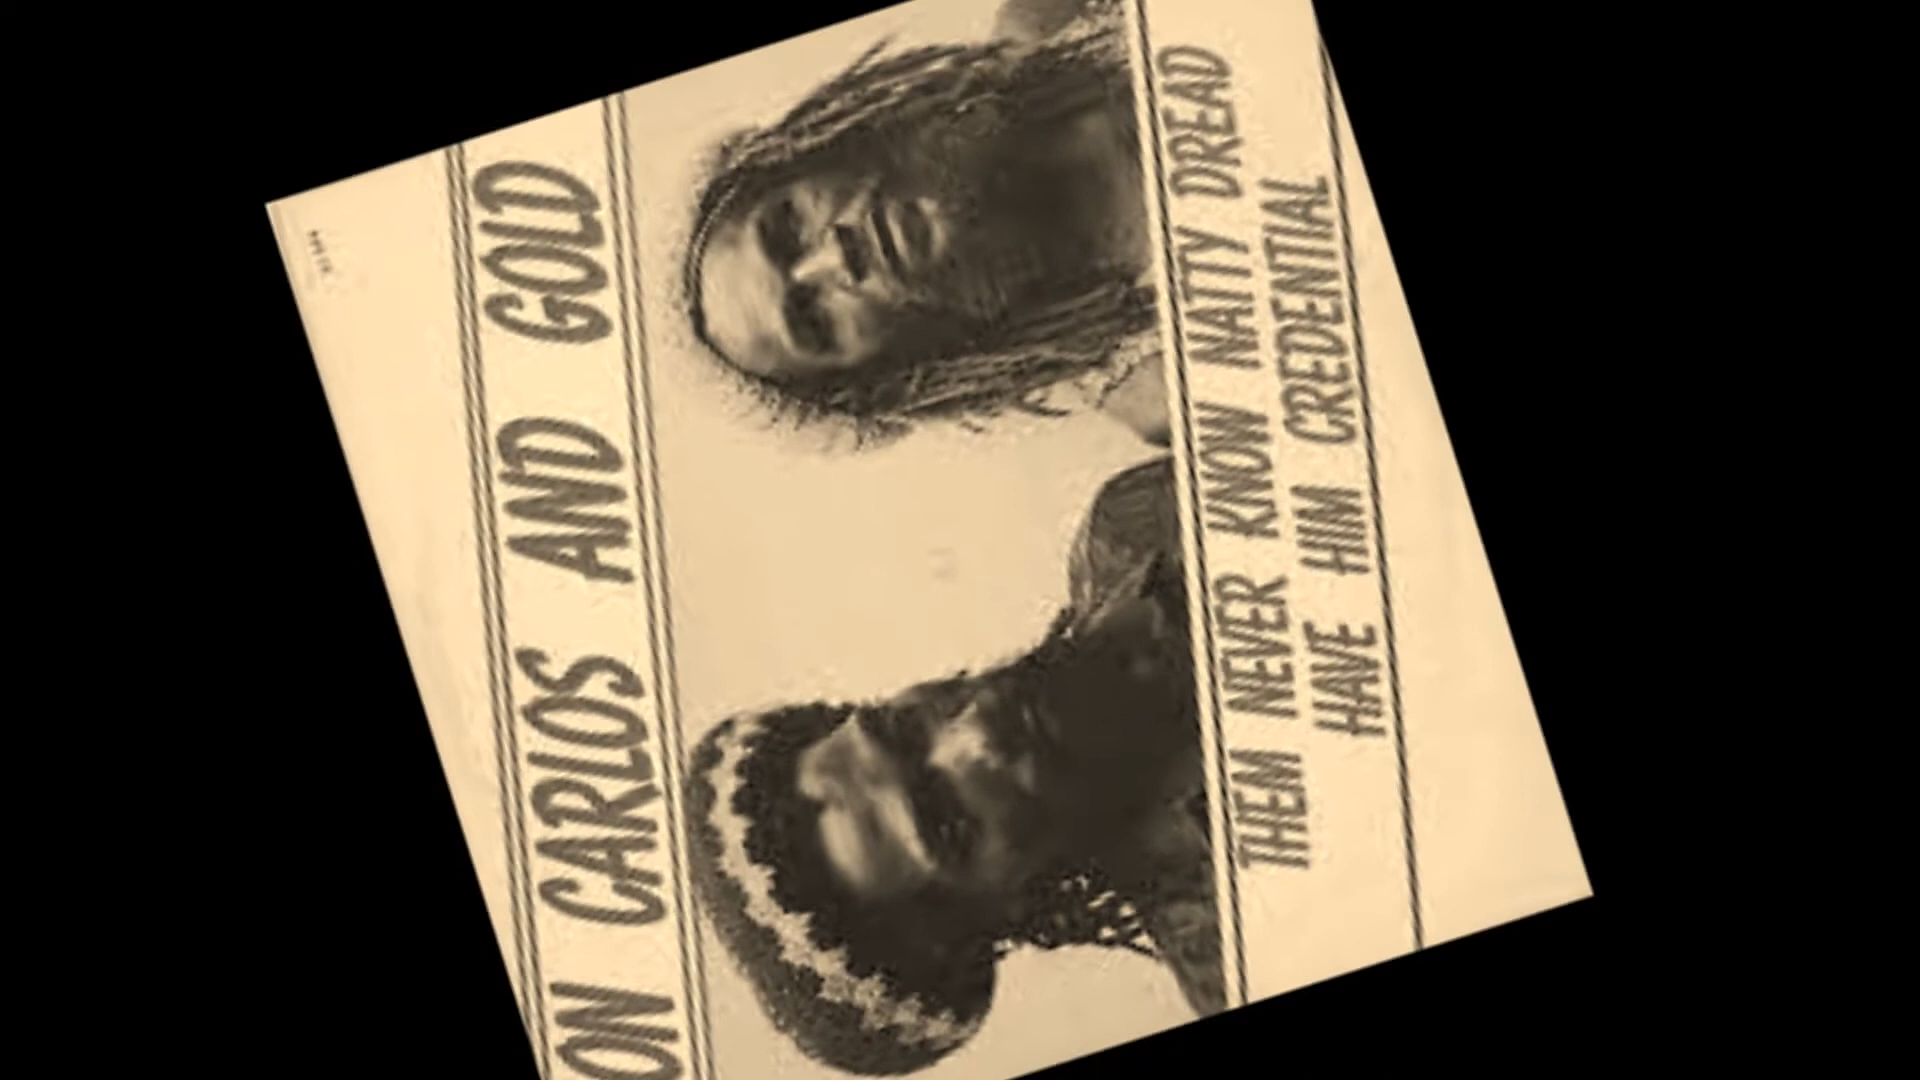 ON CARLOS AND GOLD
THEM NEVER KNOW NATTY DREAD
HAVE HIM CREDENTIAL